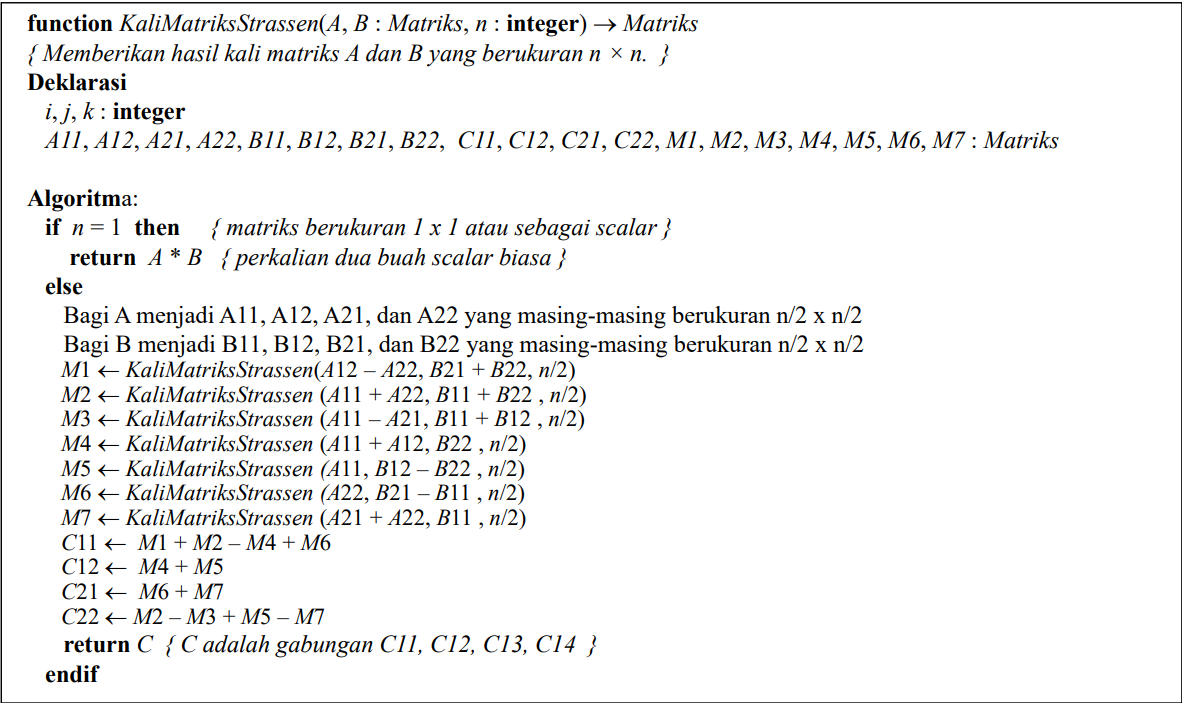 function KaliMatriksStrassen(A, B : Matriks, n : integer) → Matriks
{ Memberikan hasil kali matriks A dan B yang berukuran n × n. }
Deklarasi
i, j, k : integer
A11, A12, A21, A22, B11, B12, B21, B22, C11, C12, C21, C22, M1, M2, M3, M4, M5, M6, M7 : Matriks
Algoritma:
if n = 1 then { matriks berukuran 1 x 1 atau sebagai scalar }
return A * B { perkalian dua buah scalar biasa }
else
Bagi A menjadi A11, A12, A21, dan A22 yang masing-masing berukuran n/2 x n/2
Bagi B menjadi B11, B12, B21, dan B22 yang masing-masing berukuran n/2 x n/2
M1 ← KaliMatriksStrassen(A12 – A22, B21 + B22, n/2)
M2 ← KaliMatriksStrassen (A11 + A22, B11 + B22 , n/2)
M3 ← KaliMatriksStrassen (A11 – A21, B11 + B12 , n/2)
M4 ← KaliMatriksStrassen (A11 + A12, B22 , n/2)
M5 ← KaliMatriksStrassen (A11, B12 – B22 , n/2)
M6 ← KaliMatriksStrassen (A22, B21 – B11 , n/2)
M7 ← KaliMatriksStrassen (A21 + A22, B11 , n/2)
C11 ← M1 + M2 – M4 + M6
C12 ← M4 + M5
C21 ← M6 + M7
C22 ← M2 – M3 + M5 – M7
return C { C adalah gabungan C11, C12, C13, C14 }
endif